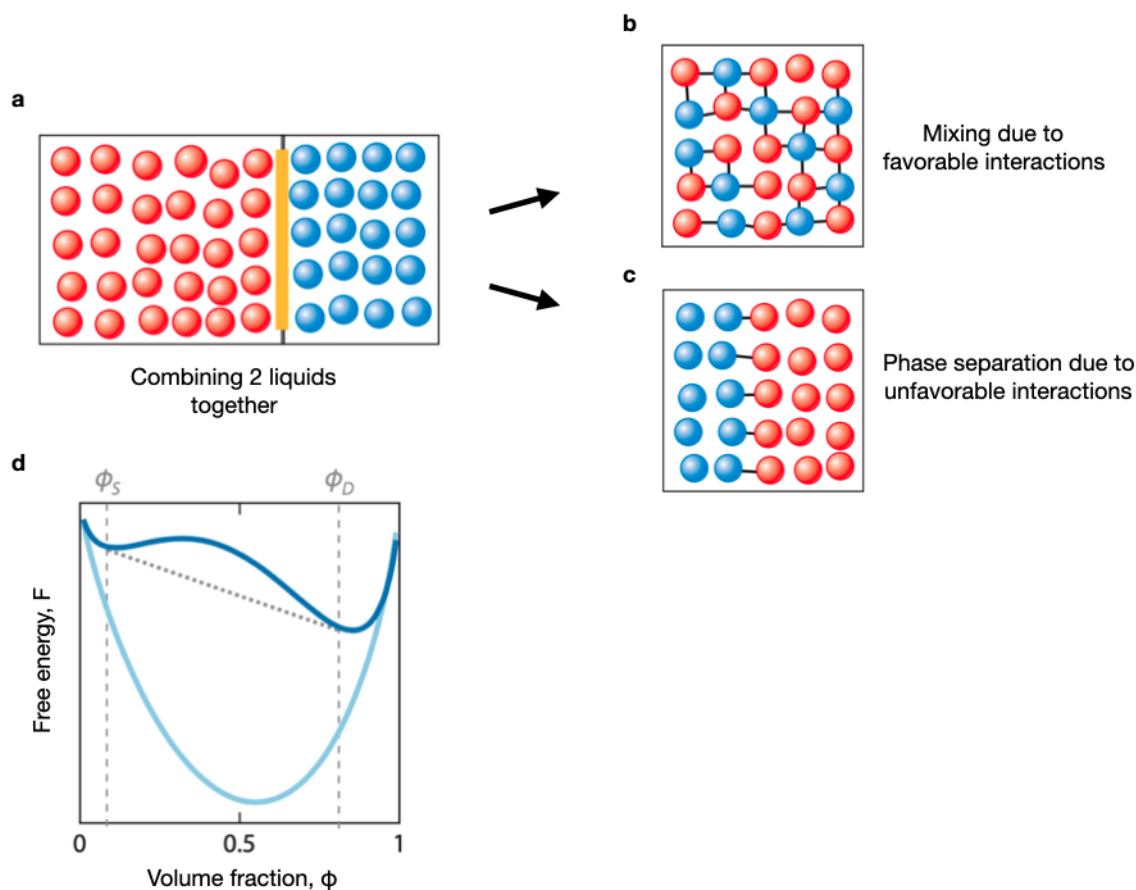 a
Combining 2 liquids
together
b
Mixing due to
favorable interactions
c
Phase separation due to
unfavorable interactions
d
ϕS
ϕD
Free energy, F
0
0.5
1
Volume fraction, ϕ